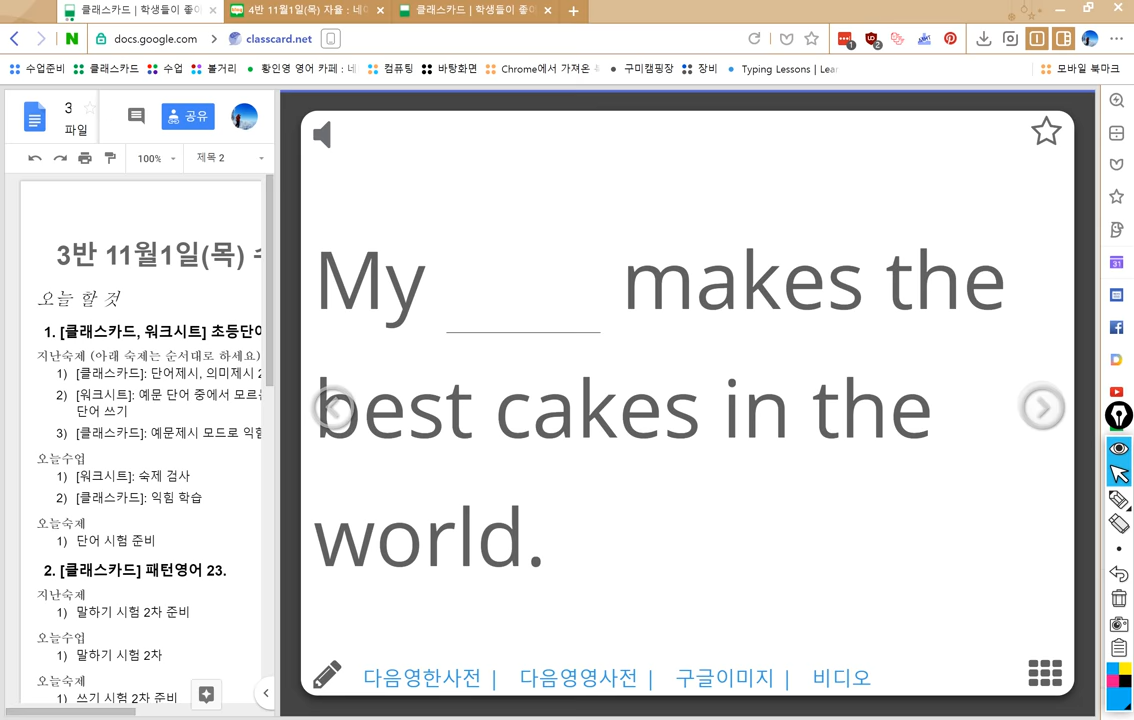 클래스카드 | 학생들이 좋아
4반 11월1일(목) 자율 : 네이
클래스카드 | 학생들이 좋아
docs.google.com
classcard.net
수업준비
클래스카드
수업
볼거리
황인영 영어 카페 : 네
컴퓨팅
바탕화면
Chrome에서 가져온
구미캠핑장
장비
Typing Lessons | Lear
모바일 북마크
3
파일
공유
100%
제목 2
3반 11월1일(목)
오늘 할 것
1. [클래스카드, 워크시트] 초등단어
지난숙제 (아래 숙제는 순서대로 하세요)
1) [클래스카드]: 단어제시, 의미제시 2
2) [워크시트]: 예문 단어 중에서 모르는
단어 쓰기
3) [클래스카드]: 예문제시 모드로 익힘
오늘수업
1) [워크시트]: 숙제 검사
2) [클래스카드]: 익힘 학습
오늘숙제
1) 단어 시험 준비
2. [클래스카드] 패턴영어 23.
지난숙제
1) 말하기 시험 2차 준비
오늘수업
1) 말하기 시험 2차
오늘숙제
1) 쓰기 시험 2차 준비
My ______ makes the
best cakes in the
world.
다음영한사전 | 다음영영사전 | 구글이미지 | 비디오